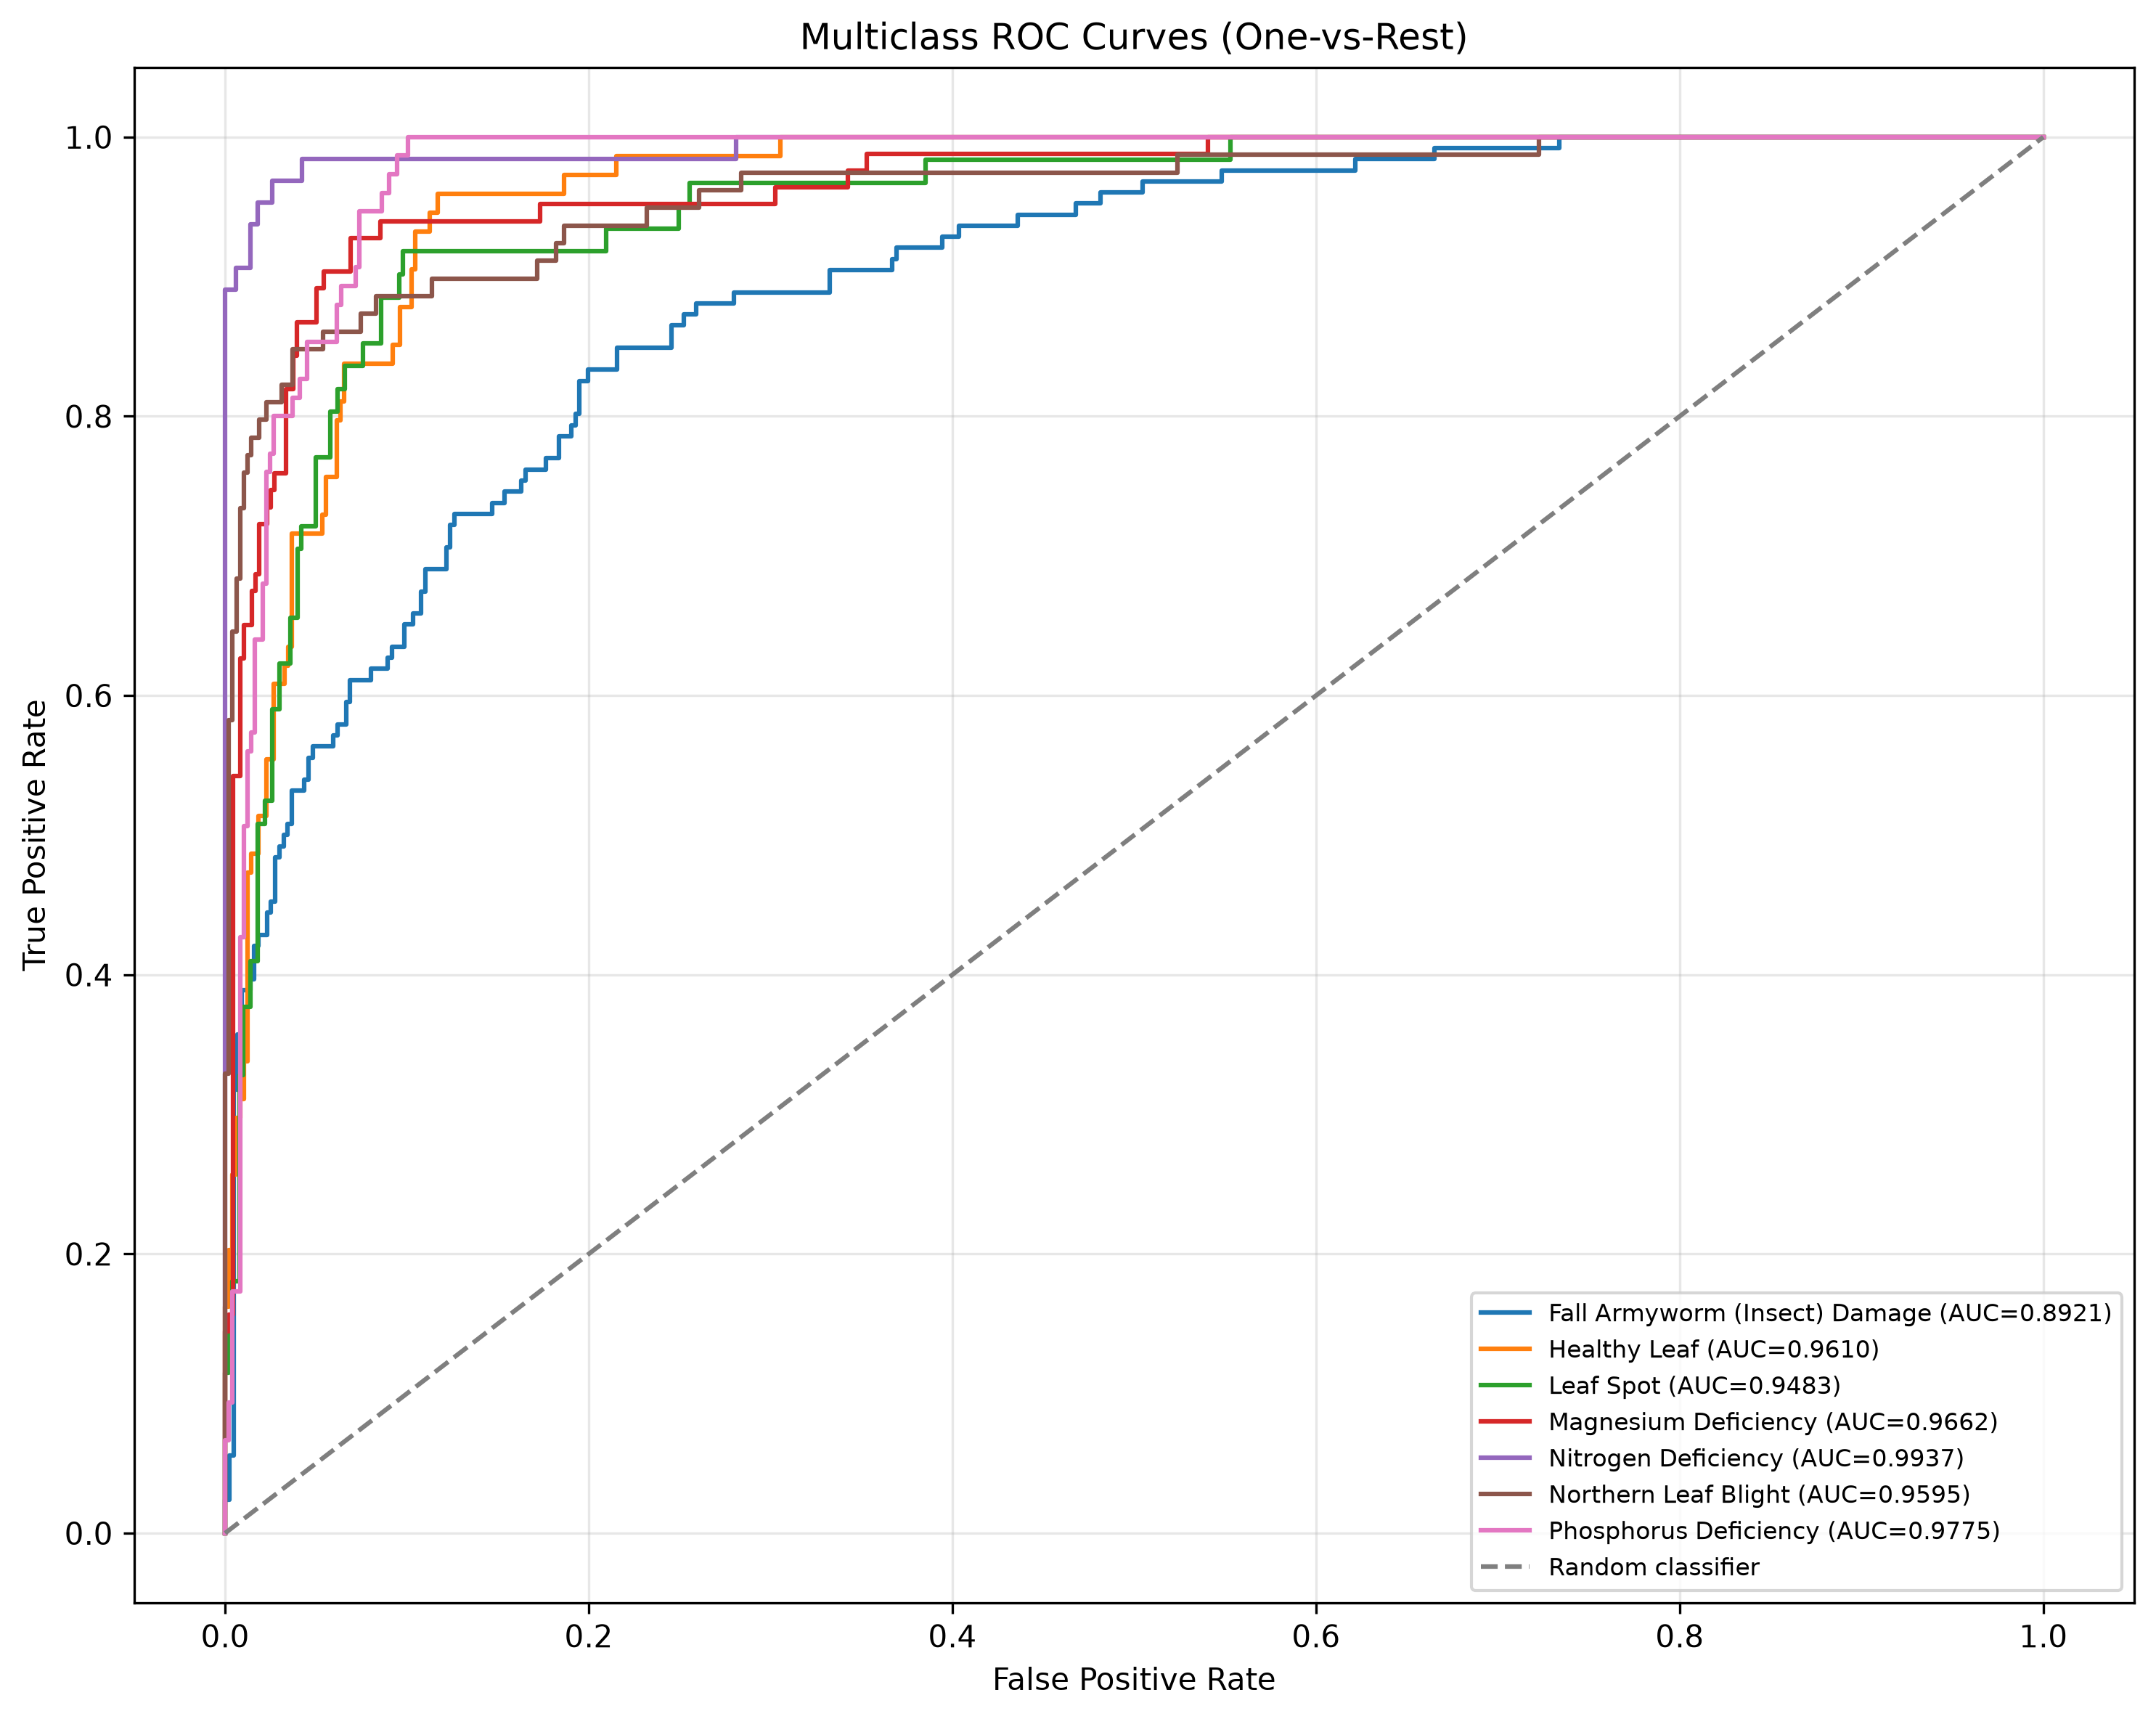 Multiclass ROC Curves (One-vs-Rest)
True Positive Rate
1.0
0.8
0.6
0.4
0.2
0.0
0.0 0.2 0.4 0.6 0.8 1.0
False Positive Rate
Fall Armyworm (Insect) Damage (AUC=0.8921)
Healthy Leaf (AUC=0.9610)
Leaf Spot (AUC=0.9483)
Magnesium Deficiency (AUC=0.9662)
Nitrogen Deficiency (AUC=0.9937)
Northern Leaf Blight (AUC=0.9595)
Phosphorus Deficiency (AUC=0.9775)
Random classifier